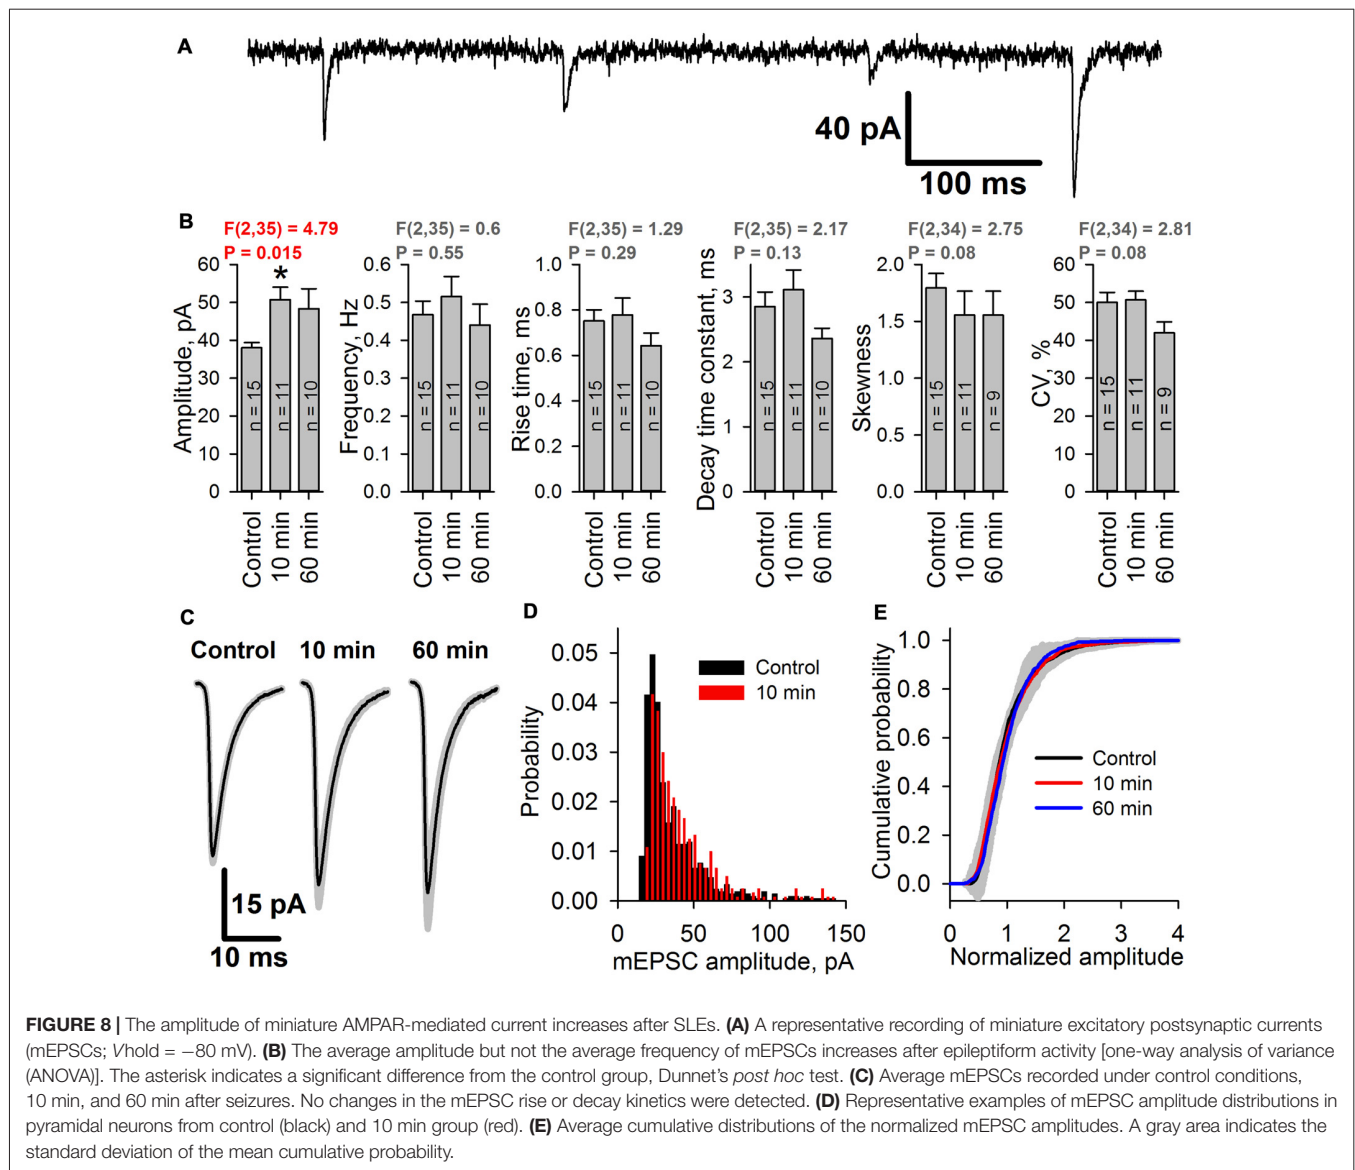 A
40 pA
100 ms
B
F(2,35) = 4.79
P = 0.015
F(2,35) = 0.6
P = 0.55
F(2,35) = 1.29
P = 0.29
F(2,35) = 2.17
P = 0.13
F(2,34) = 2.75
P = 0.08
F(2,34) = 2.81
P = 0.08
Amplitude, pA
60
50
40
30
20
10
0
*
n = 15
n = 11
n = 10
Control
10 min
60 min
Frequency, Hz
0.6
0.5
0.4
0.3
0.2
0.1
0.0
n = 15
n = 11
n = 10
Control
10 min
60 min
Rise time, ms
1.0
0.8
0.6
0.4
0.2
0.0
n = 15
n = 11
n = 10
Control
10 min
60 min
Decay time constant, ms
3
2
1
0
n = 15
n = 11
n = 10
Control
10 min
60 min
Skewness
2.0
1.5
1.0
0.5
0.0
n = 15
n = 11
n = 9
Control
10 min
60 min
CV, %
60
50
40
30
20
10
0
n = 15
n = 11
n = 9
Control
10 min
60 min
C
Control
10 min
60 min
15 pA
10 ms
D
Probability
0.05
0.04
0.03
0.02
0.01
0.00
Control
10 min
0
50
100
150
mEPSC amplitude, pA
E
Cumulative probability
1.0
0.8
0.6
0.4
0.2
0.0
Control
10 min
60 min
0
1
2
3
4
Normalized amplitude
FIGURE 8 | The amplitude of miniature AMPAR-mediated current increases after SLEs. (A) A representative recording of miniature excitatory postsynaptic currents
(mEPSCs; Vhold = −80 mV). (B) The average amplitude but not the average frequency of mEPSCs increases after epileptiform activity [one-way analysis of variance
(ANOVA)]. The asterisk indicates a significant difference from the control group, Dunnet's post hoc test. (C) Average mEPSCs recorded under control conditions,
10 min, and 60 min after seizures. No changes in the mEPSC rise or decay kinetics were detected. (D) Representative examples of mEPSC amplitude distributions in
pyramidal neurons from control (black) and 10 min group (red). (E) Average cumulative distributions of the normalized mEPSC amplitudes. A gray area indicates the
standard deviation of the mean cumulative probability.